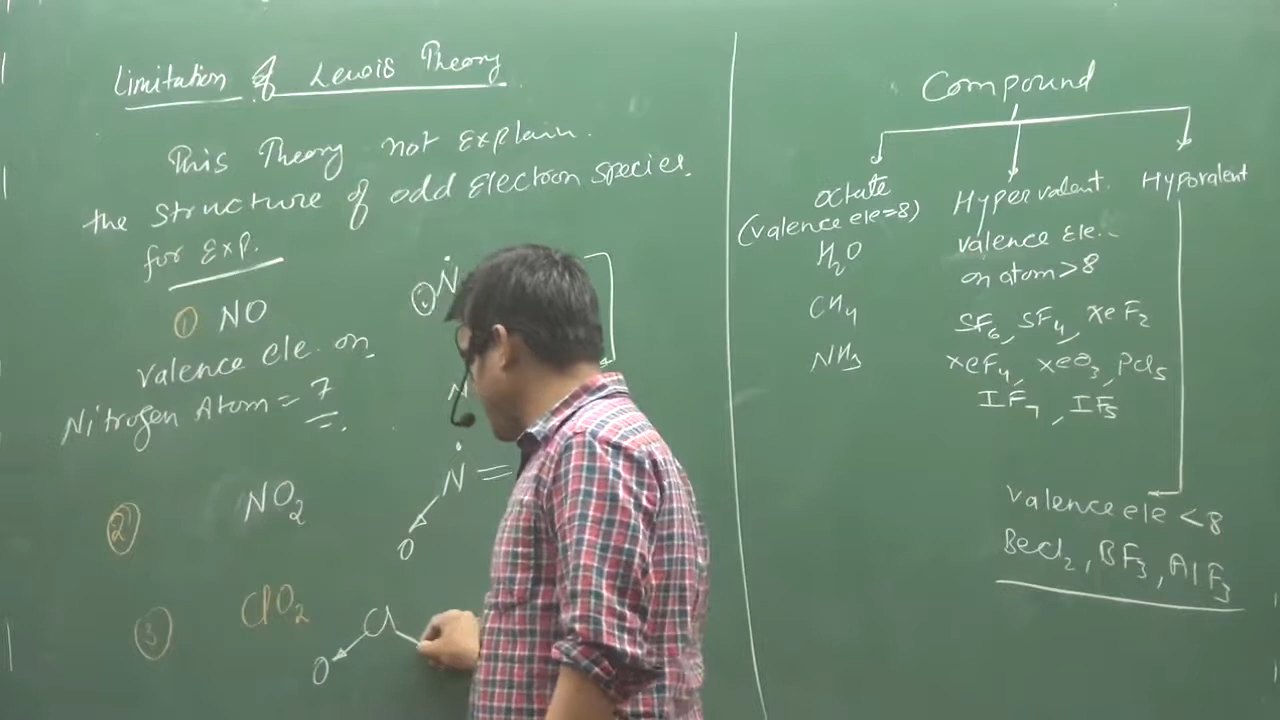 Limitation of Lewis Theory
This Theory not Explain.
the Structure of odd Electron species.
for Exp.
① NO
valence ele. on
Nitrogen Atom = 7
② NO₂
③ ClO₂
① N
N
N =
O
Cl
O
Compound
octate
(valence ele=8)
H₂O
CH₄
NH₃
Hypervalent.
valence Ele.
on atom > 8
SF₆, SF₄, XeF₂
XeF₄, XeO₃, PCl₅
IF₇, IF₅
Hypovalent
valence ele < 8
BeCl₂, BF₃, AlF₃